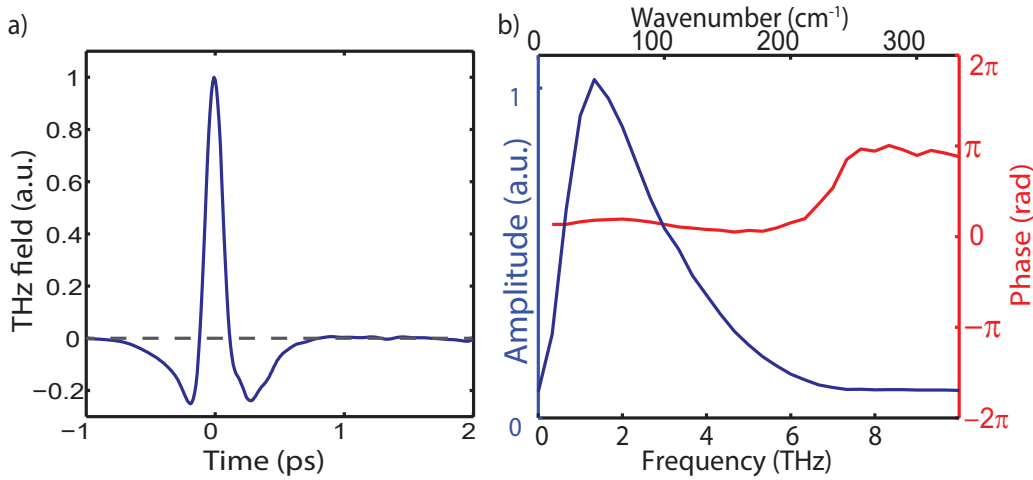 a)
THz field (a.u.)
1
0.8
0.6
0.4
0.2
0
−0.2
−1
0
1
2
Time (ps)
b)
Wavenumber (cm⁻¹)
0
100
200
300
Amplitude (a.u.)
1
0
Phase (rad)
2π
π
0
−π
−2π
0
2
4
6
8
Frequency (THz)